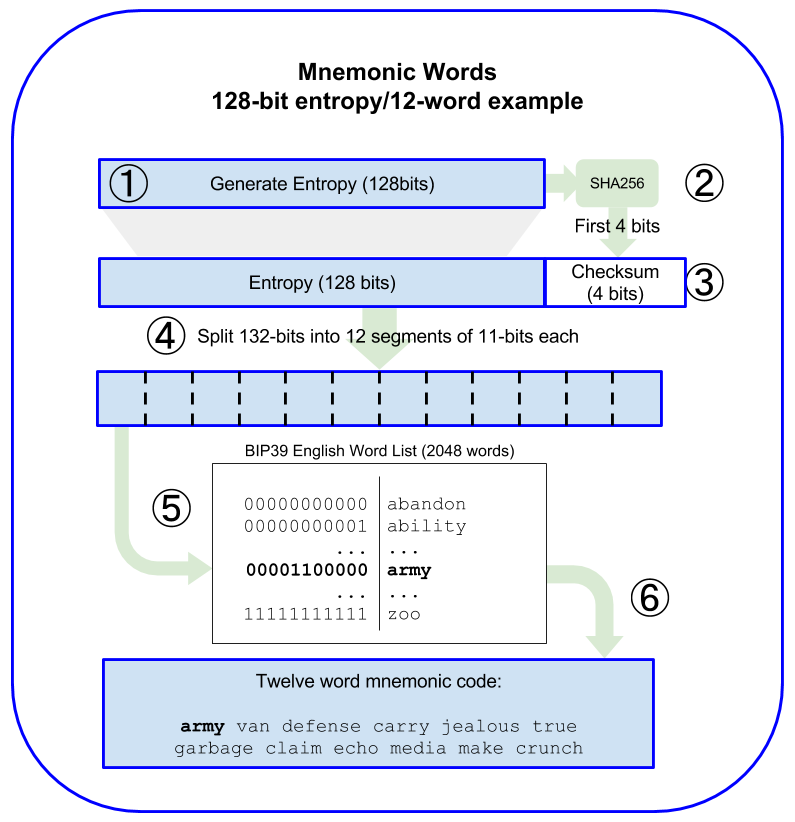 Mnemonic Words
128-bit entropy/12-word example
① Generate Entropy (128bits)
SHA256
②
First 4 bits
Entropy (128 bits)
Checksum
(4 bits)
③
④ Split 132-bits into 12 segments of 11-bits each
BIP39 English Word List (2048 words)
⑤
00000000000 abandon
00000000001 ability
... ...
00001100000 army
... ...
11111111111 zoo
⑥
Twelve word mnemonic code:
army van defense carry jealous true
garbage claim echo media make crunch